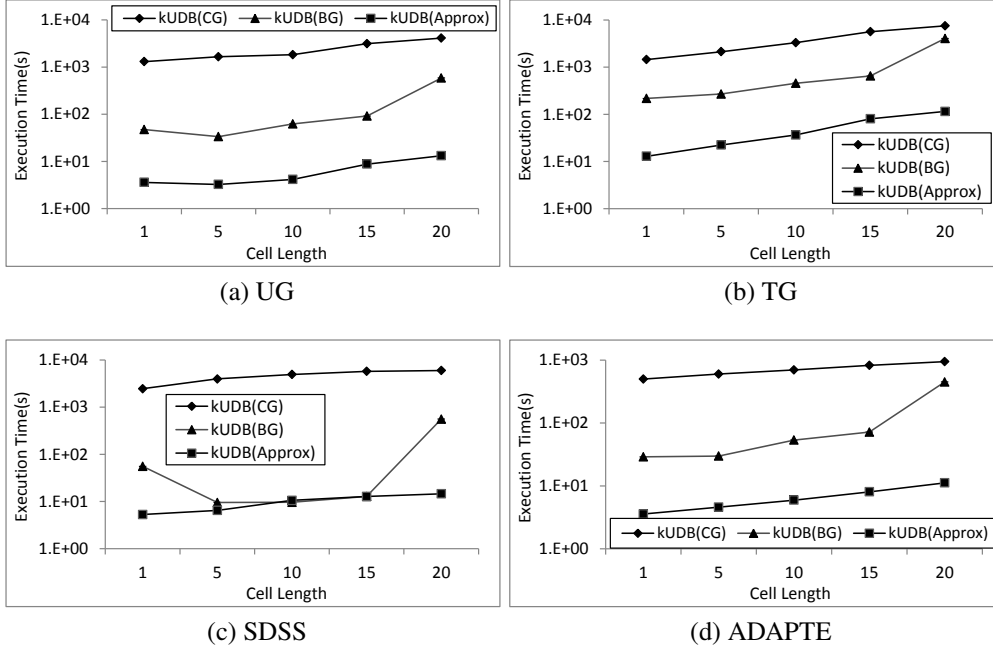 kUDB(CG) kUDB(BG) kUDB(Approx)
Execution Time(s)
1.E+04
1.E+03
1.E+02
1.E+01
1.E+00
1 5 10 15 20
Cell Length
(a) UG
Execution Time(s)
1.E+04
1.E+03
1.E+02
1.E+01
1.E+00
kUDB(CG)
kUDB(BG)
kUDB(Approx)
1 5 10 15 20
Cell Length
(b) TG
Execution Time(s)
1.E+04
1.E+03
1.E+02
1.E+01
1.E+00
kUDB(CG)
kUDB(BG)
kUDB(Approx)
1 5 10 15 20
Cell Length
(c) SDSS
Execution Time(s)
1.E+03
1.E+02
1.E+01
1.E+00
kUDB(CG) kUDB(BG) kUDB(Approx)
1 5 10 15 20
Cell Length
(d) ADAPTE